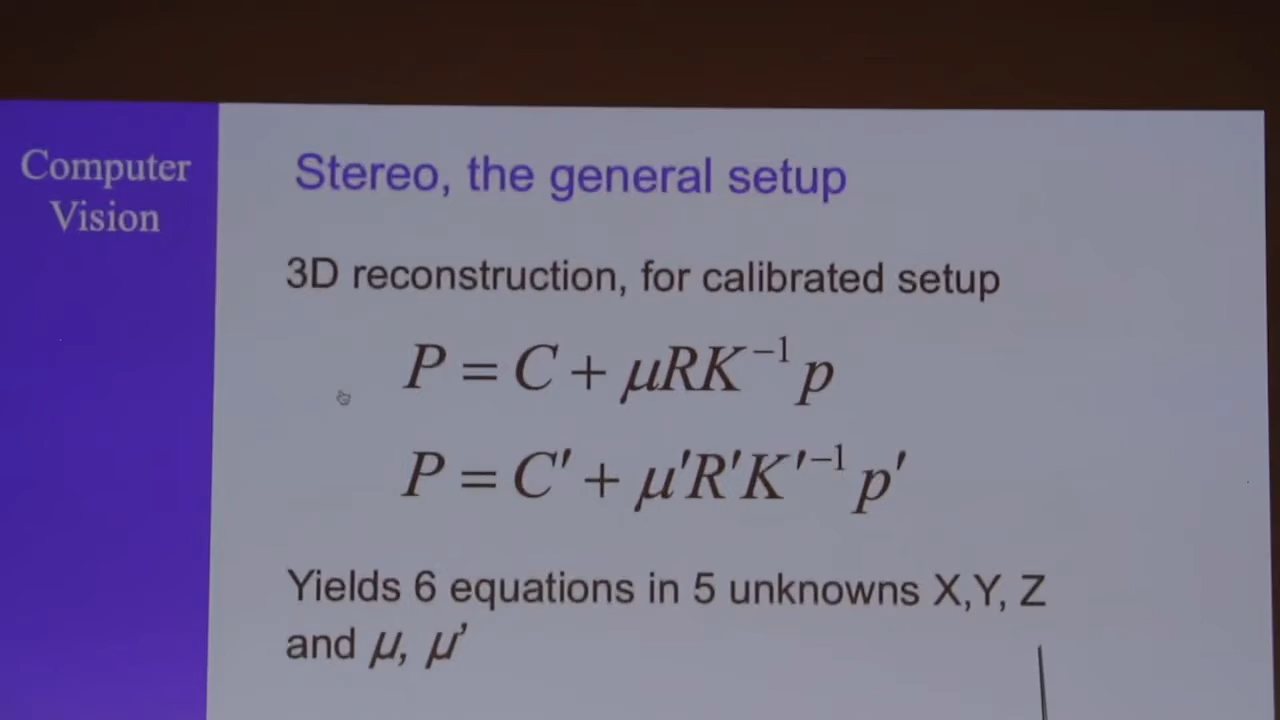 Computer
Vision
Stereo, the general setup
3D reconstruction, for calibrated setup
P = C + μRK⁻¹p
P = C′ + μ′R′K′⁻¹p′
Yields 6 equations in 5 unknowns X,Y, Z
and μ, μ’